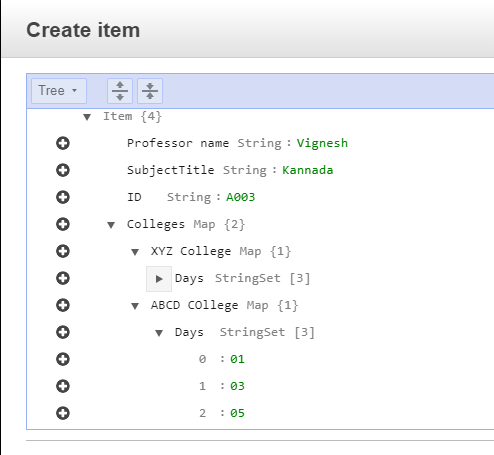 Create item
Tree
Item {4}
Professor name String : Vignesh
SubjectTitle String : Kannada
ID String : A003
Colleges Map {2}
XYZ College Map {1}
Days StringSet [3]
ABCD COllege Map {1}
Days StringSet [3]
0 : 01
1 : 03
2 : 05